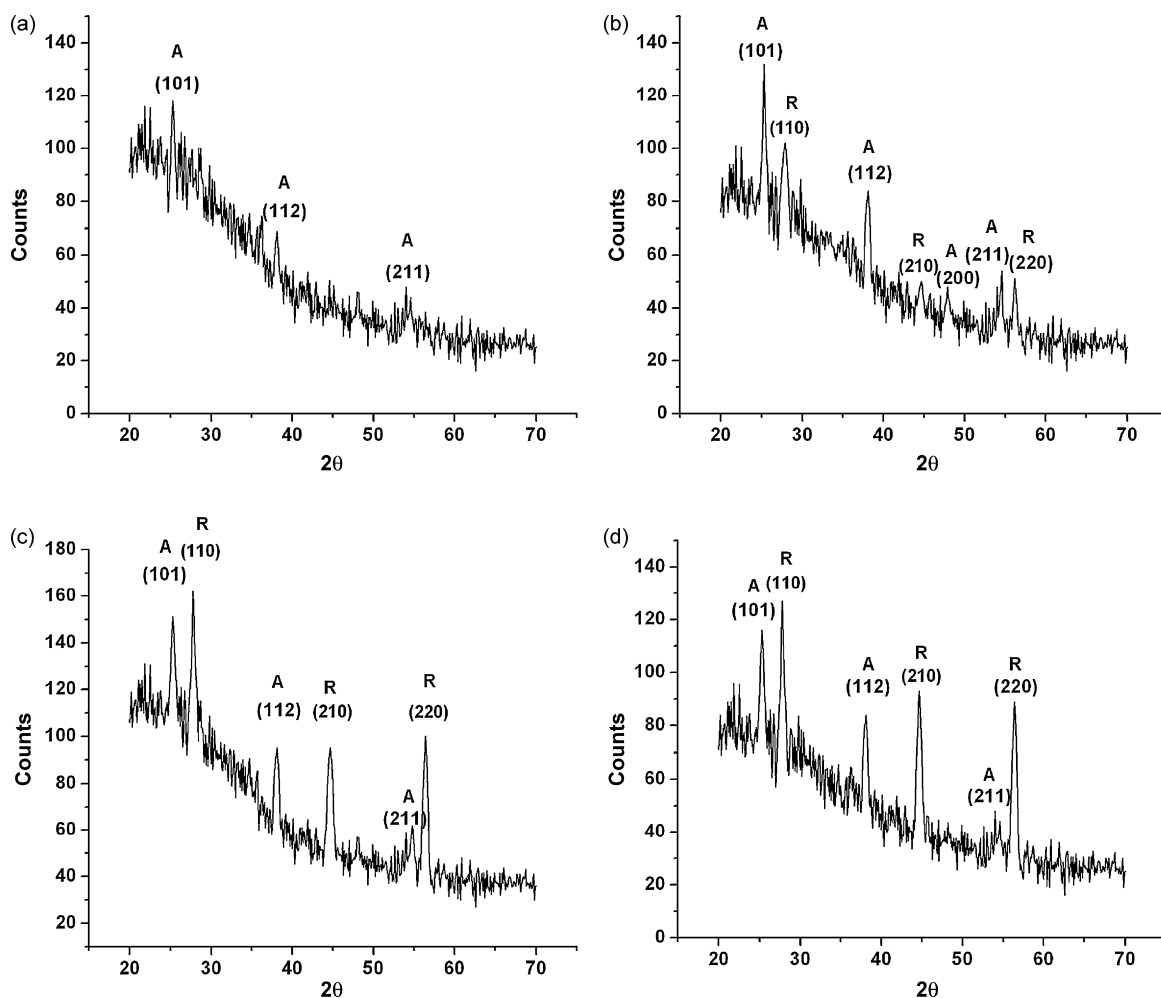 (a)
A
(101)
A
(112)
A
(211)
140
120
100
80
60
40
20
0
Counts
20 30 40 50 60 70
2θ
(b)
A
(101)
R
(110)
A
(112)
R
(210)
A
(200)
A
(211)
R
(220)
140
120
100
80
60
40
20
0
Counts
20 30 40 50 60 70
2θ
(c)
A
(101)
R
(110)
A
(112)
R
(210)
A
(211)
R
(220)
180
160
140
120
100
80
60
40
20
Counts
20 30 40 50 60 70
2θ
(d)
A
(101)
R
(110)
A
(112)
R
(210)
A
(211)
R
(220)
140
120
100
80
60
40
20
0
Counts
20 30 40 50 60 70
2θ